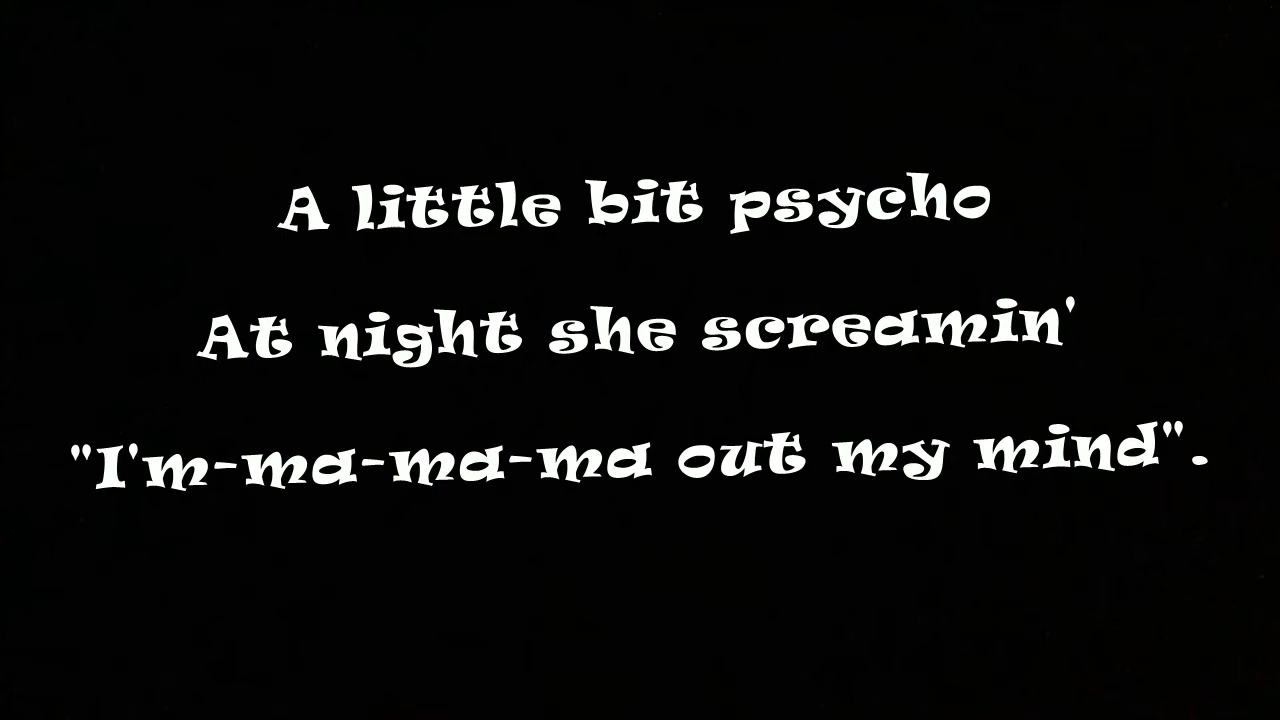 A little bit psycho
At night she screamin'
"I'm-ma-ma-ma out my mind".